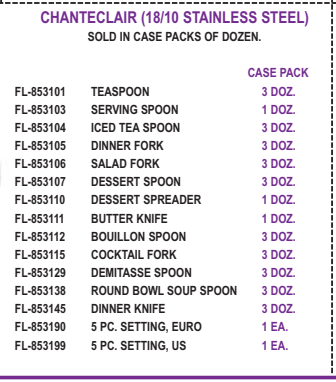 CHANTECLAIR (18/10 STAINLESS STEEL)
SOLD IN CASE PACKS OF DOZEN.
CASE PACK
FL-853101 TEASPOON 3 DOZ.
FL-853103 SERVING SPOON 1 DOZ.
FL-853104 ICED TEA SPOON 3 DOZ.
FL-853105 DINNER FORK 3 DOZ.
FL-853106 SALAD FORK 3 DOZ.
FL-853107 DESSERT SPOON 3 DOZ.
FL-853110 DESSERT SPREADER 1 DOZ.
FL-853111 BUTTER KNIFE 1 DOZ.
FL-853112 BOUILLON SPOON 3 DOZ.
FL-853115 COCKTAIL FORK 3 DOZ.
FL-853129 DEMITASSE SPOON 3 DOZ.
FL-853138 ROUND BOWL SOUP SPOON 3 DOZ.
FL-853145 DINNER KNIFE 3 DOZ.
FL-853190 5 PC. SETTING, EURO 1 EA.
FL-853199 5 PC. SETTING, US 1 EA.